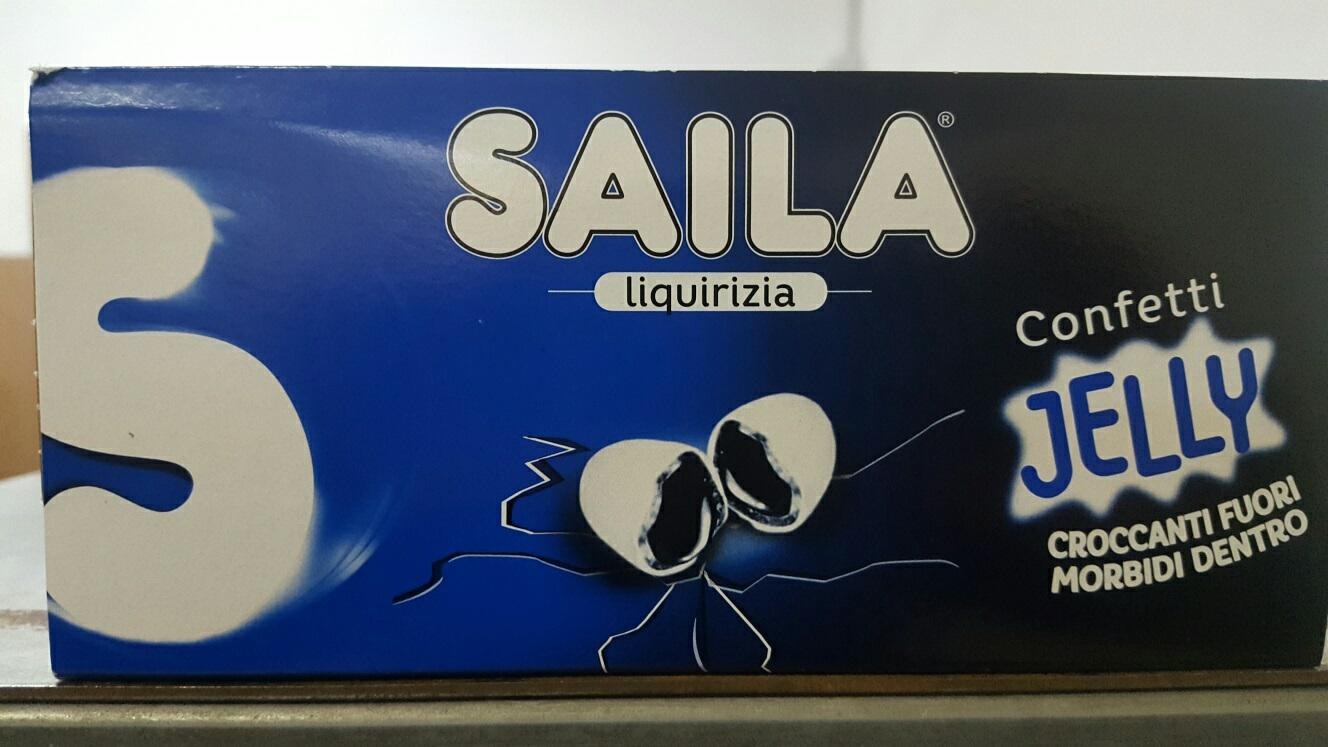 S
SAILA®
liquirizia
Confetti
JELLY
CROCCANTI FUORI
MORBIDI DENTRO